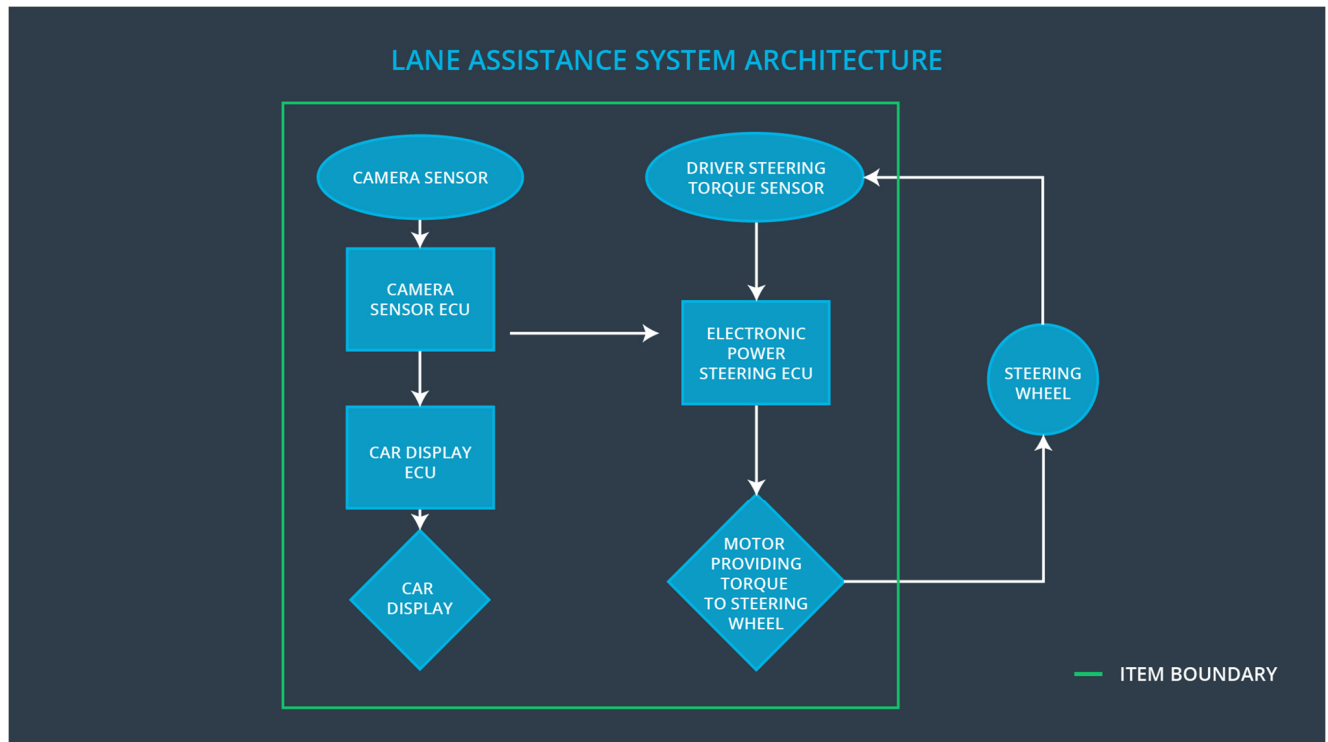 LANE ASSISTANCE SYSTEM ARCHITECTURE
CAMERA SENSOR
CAMERA
SENSOR ECU
CAR DISPLAY
ECU
CAR
DISPLAY
DRIVER STEERING
TORQUE SENSOR
ELECTRONIC
POWER
STEERING ECU
MOTOR
PROVIDING
TORQUE
TO STEERING
WHEEL
STEERING
WHEEL
ITEM BOUNDARY